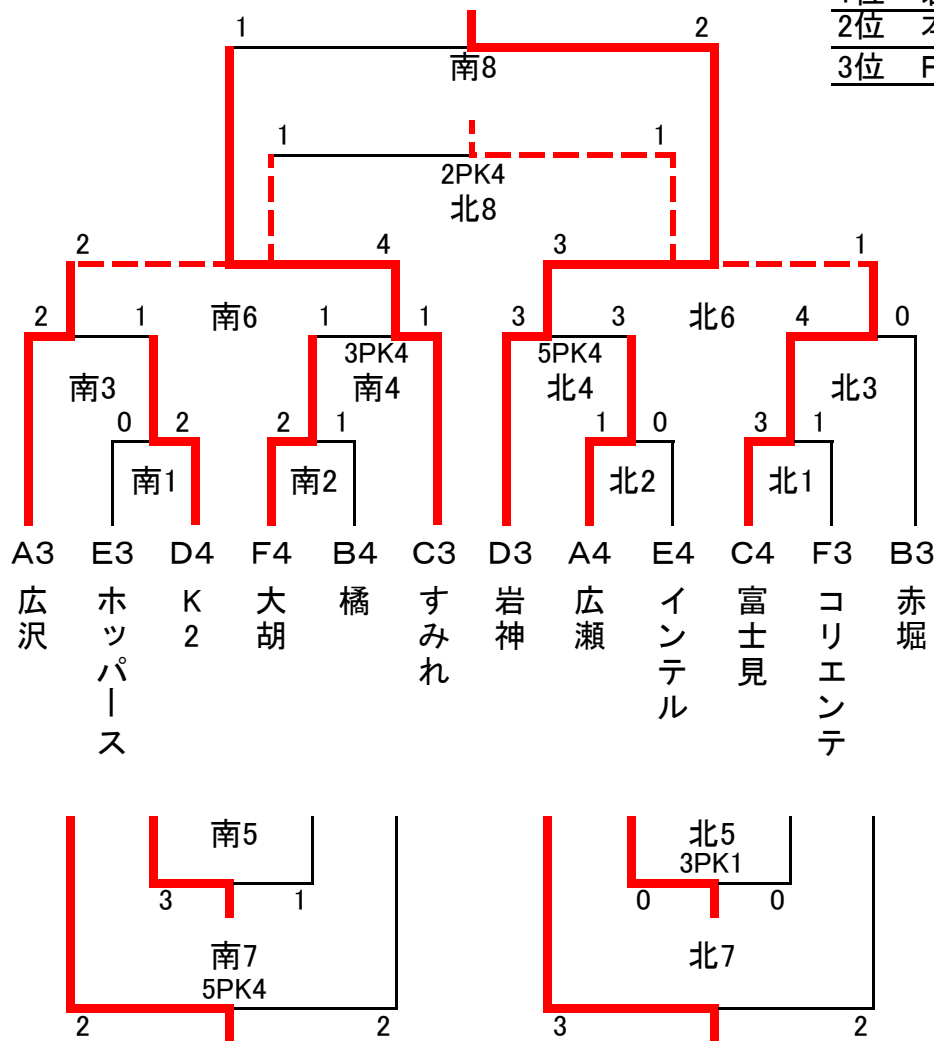 2位 本
3位 F
1 2
南8
1 1
2PK4
北8
2 4 3 1
南6 北6
2 1 1 1 3 3 4 0
3PK4 5PK4
南3 南4 北4 北3
0 2 2 1 1 0 3 1
南1 南2 北2 北1
A3 E3 D4 F4 B4 C3 D3 A4 E4 C4 F3 B3
広沢 ホッパース K2 大胡 橘 すみれ 岩神 広瀬 インテル 富士見 コリエンテ 赤堀
南5 北5
3PK1
3 1 0 0
南7 北7
5PK4
2 2 3 2